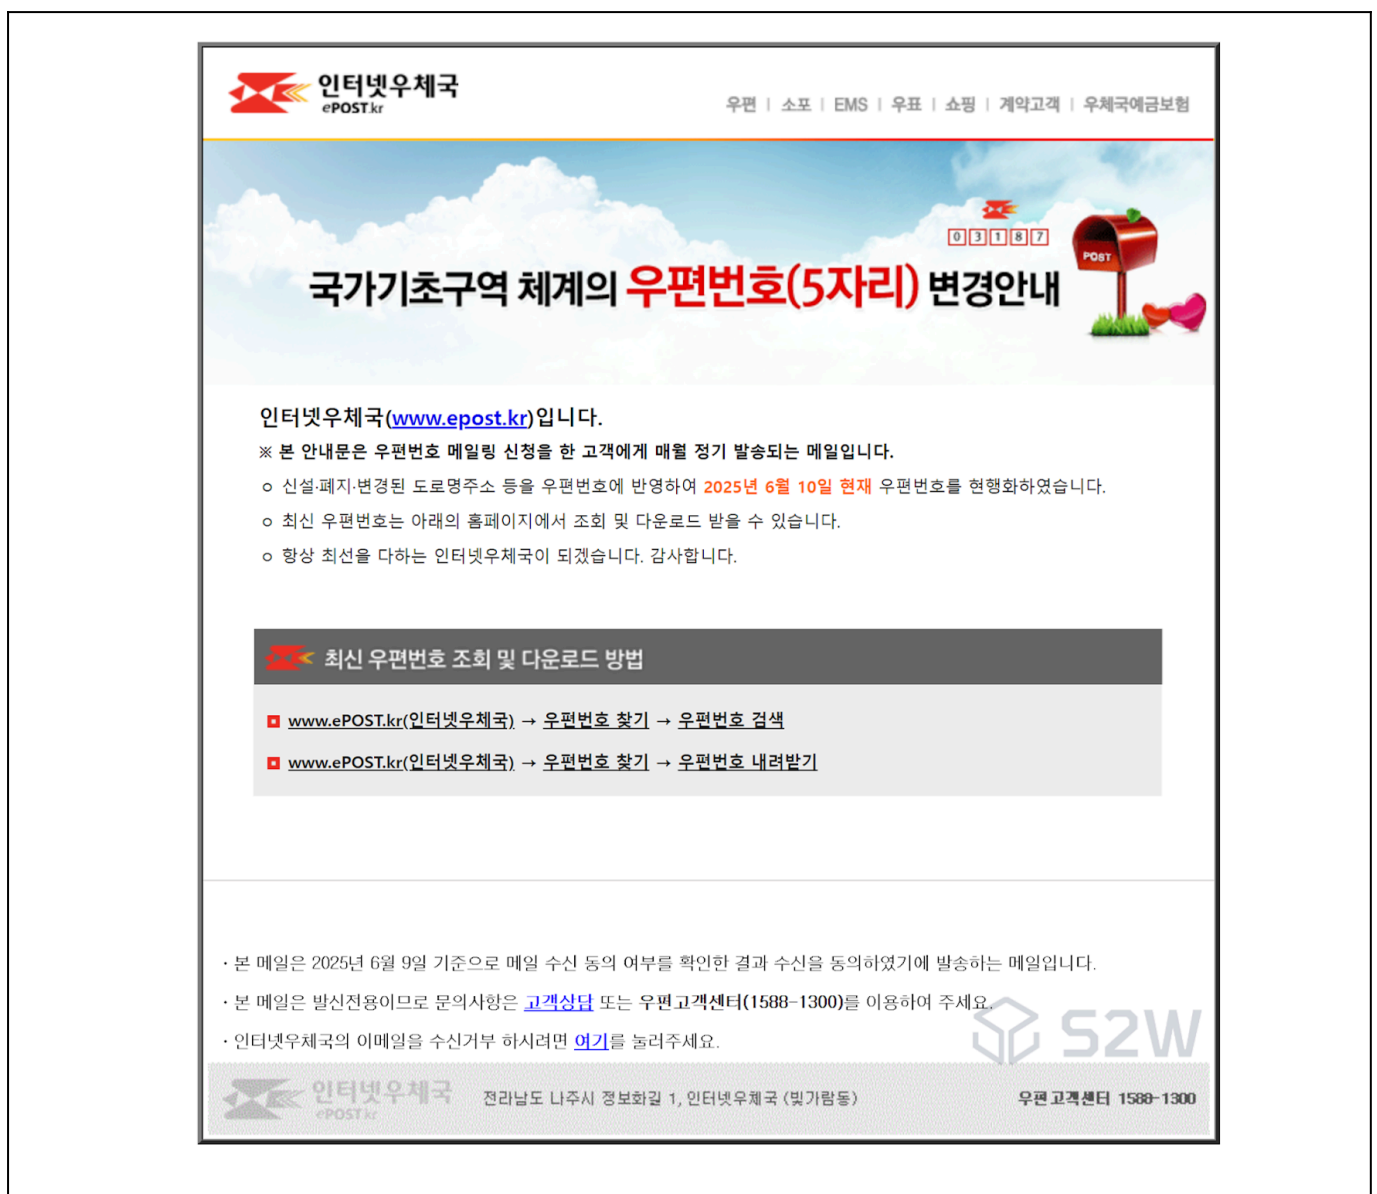 인터넷우체국
ePOST.kr
우편 | 소포 | EMS | 우표 | 쇼핑 | 계약고객 | 우체국예금보험
0 3 1 8 7
POST
국가기초구역 체계의 우편번호(5자리) 변경안내
인터넷우체국(www.epost.kr)입니다.
※ 본 안내문은 우편번호 메일링 신청을 한 고객에게 매월 정기 발송되는 메일입니다.
○ 신설·폐지·변경된 도로명주소 등을 우편번호에 반영하여 2025년 6월 10일 현재 우편번호를 현행화하였습니다.
○ 최신 우편번호는 아래의 홈페이지에서 조회 및 다운로드 받을 수 있습니다.
○ 항상 최선을 다하는 인터넷우체국이 되겠습니다. 감사합니다.
최신 우편번호 조회 및 다운로드 방법
www.ePOST.kr(인터넷우체국) → 우편번호 찾기 → 우편번호 검색
www.ePOST.kr(인터넷우체국) → 우편번호 찾기 → 우편번호 내려받기
· 본 메일은 2025년 6월 9일 기준으로 메일 수신 동의 여부를 확인한 결과 수신을 동의하였기에 발송하는 메일입니다.
· 본 메일은 발신전용이므로 문의사항은 고객상담 또는 우편고객센터(1588-1300)를 이용하여 주세요.
· 인터넷우체국의 이메일을 수신거부 하시려면 여기를 눌러주세요.
S2W
인터넷우체국
ePOST.kr
전라남도 나주시 정보화길 1, 인터넷우체국 (빛가람동)
우편고객센터 1588-1300